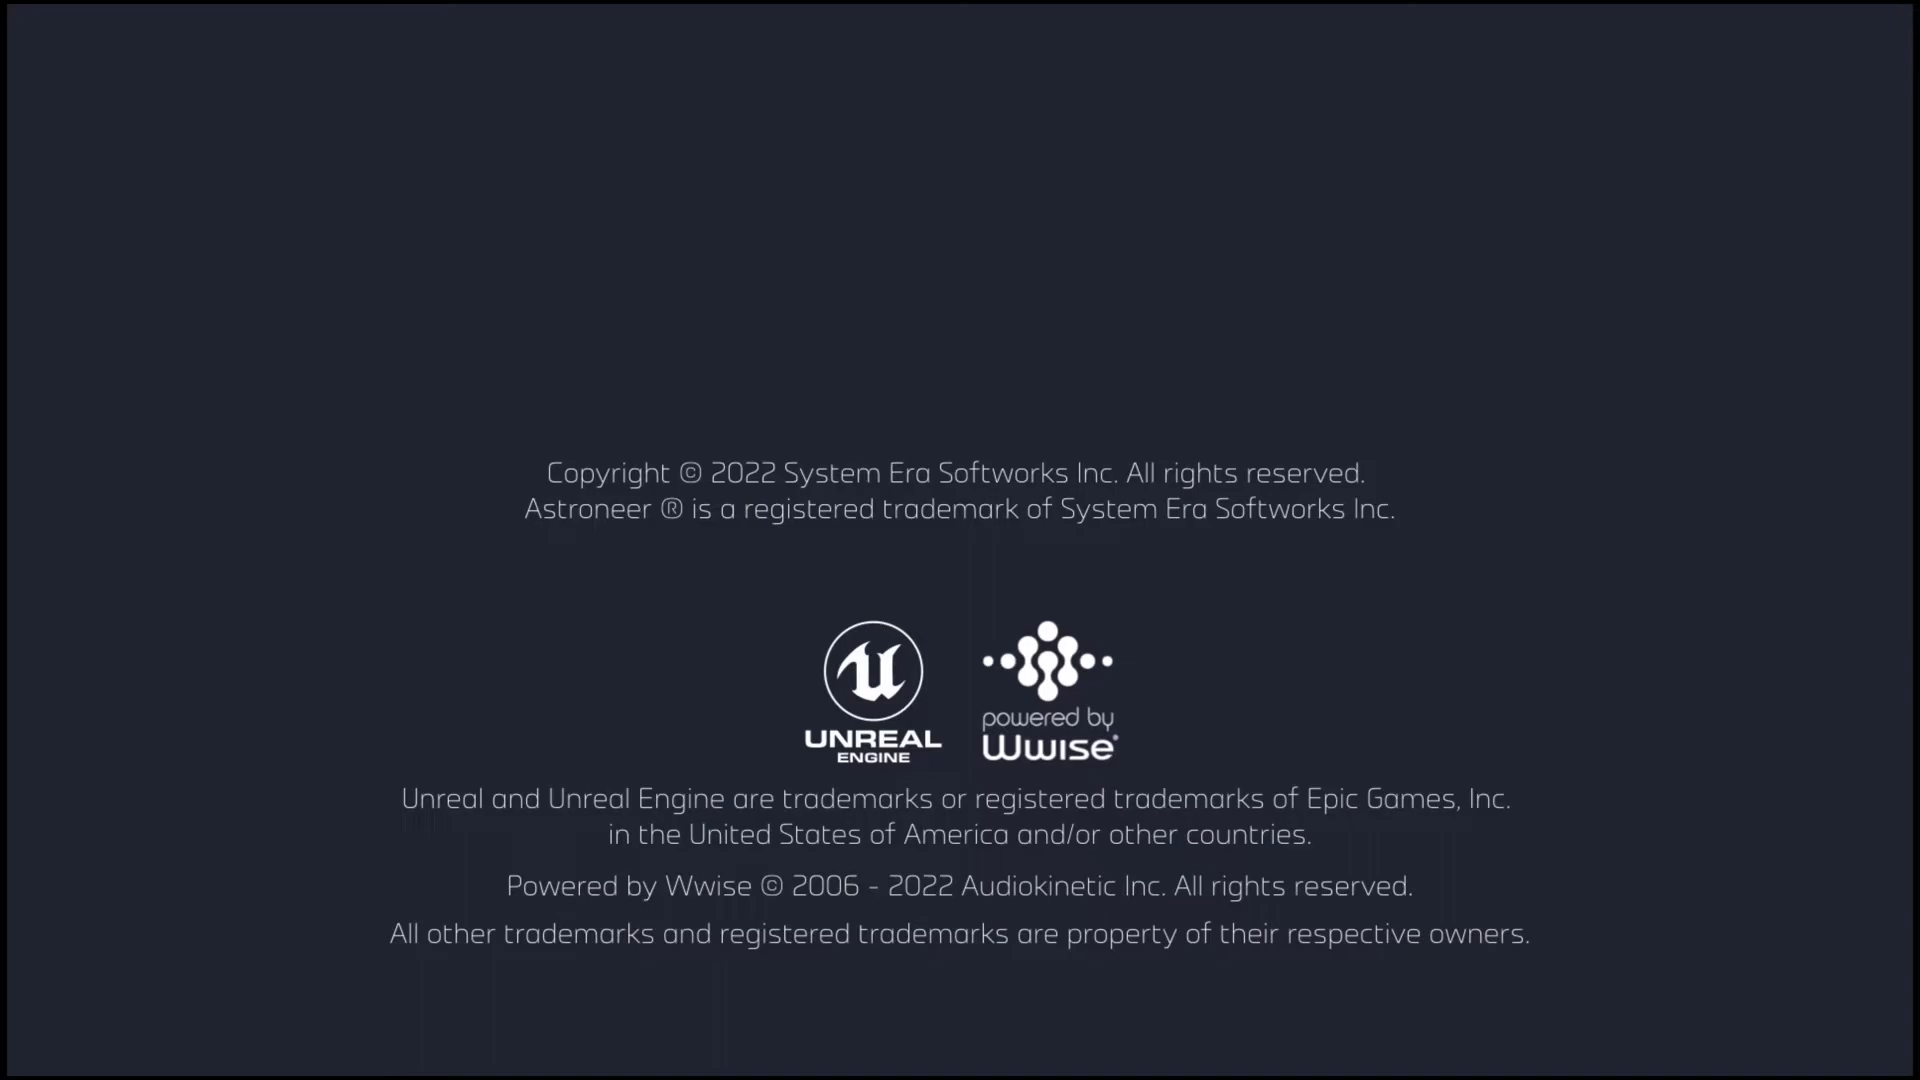 Copyright © 2022 System Era Softworks Inc. All rights reserved.
Astroneer ® is a registered trademark of System Era Softworks Inc.
UNREAL
ENGINE
powered by
Wwise®
Unreal and Unreal Engine are trademarks or registered trademarks of Epic Games, Inc.
in the United States of America and/or other countries.
Powered by Wwise © 2006 - 2022 Audiokinetic Inc. All rights reserved.
All other trademarks and registered trademarks are property of their respective owners.